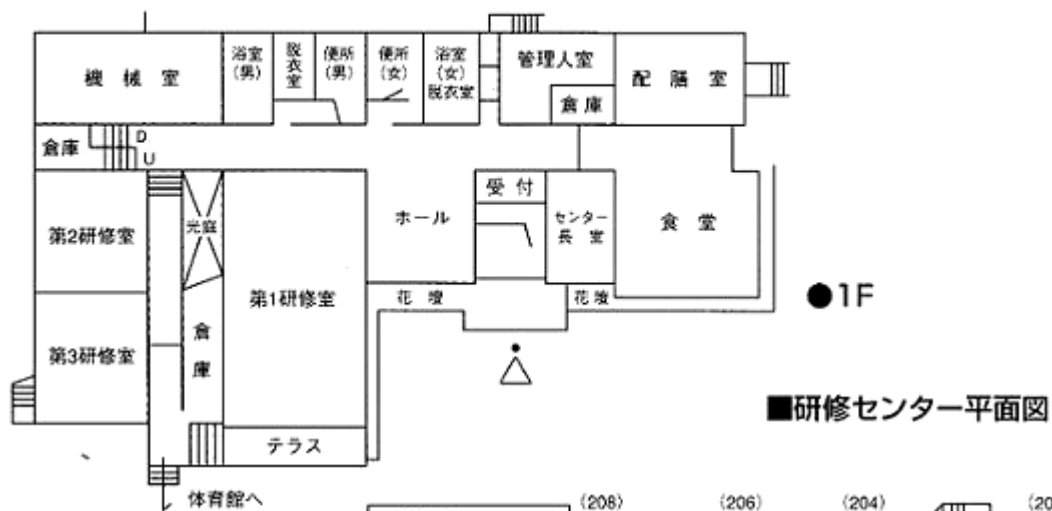 機械室
浴室
(男)
脱衣室
便所
(男)
便所
(女)
浴室
(女)
脱衣室
管理人室
倉庫
配膳室
倉庫
D
U
第2研修室
光庭
第1研修室
ホール
受付
センター
長室
食堂
第3研修室
倉庫
花壇
花壇
●1F
■研修センター平面図
テラス
体育館へ
(208)
(206)
(204)
(20